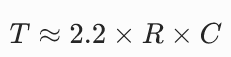 T ≈ 2.2 × R × C